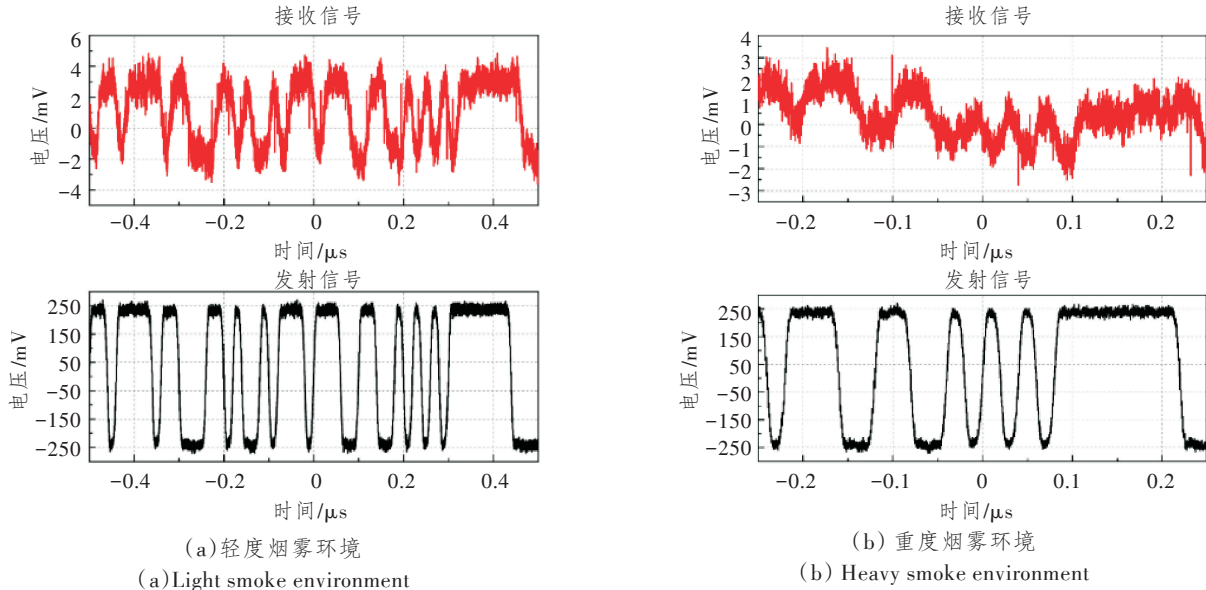 接收信号
6
4
2
0
−2
−4
电压/mV
−0.4 −0.2 0 0.2 0.4
时间/μs
发射信号
250
150
50
−50
−150
−250
电压/mV
−0.4 −0.2 0 0.2 0.4
时间/μs
(a)轻度烟雾环境
(a)Light smoke environment
接收信号
4
3
2
1
0
−1
2
3
电压/mV
−0.2 −0.1 0 0.1 0.2
时间/μs
发射信号
250
150
50
−50
−150
−250
电压/mV
−0.2 −0.1 0 0.1 0.2
时间/μs
(b) 重度烟雾环境
(b) Heavy smoke environment